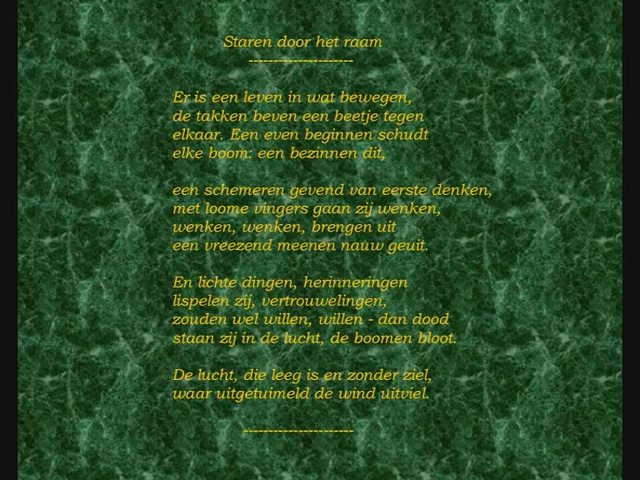 Staren door het raam
---------------------
Er is een leven in wat bewegen,
de takken beven een beetje tegen
elkaar. Een even beginnen schudt
elke boom: een bezinnen dit,
een schemeren gevend van eerste denken,
met loome vingers gaan zij wenken,
wenken, wenken, brengen uit
een vreezend meenen nauw geuit.
En lichte dingen, herinneringen
lispelen zij, vertrouwelingen,
zouden wel willen, willen - dan dood
staan zij in de lucht, de boomen bloot.
De lucht, die leeg is en zonder ziel,
waar uitgetuimeld de wind uitviel.
----------------------